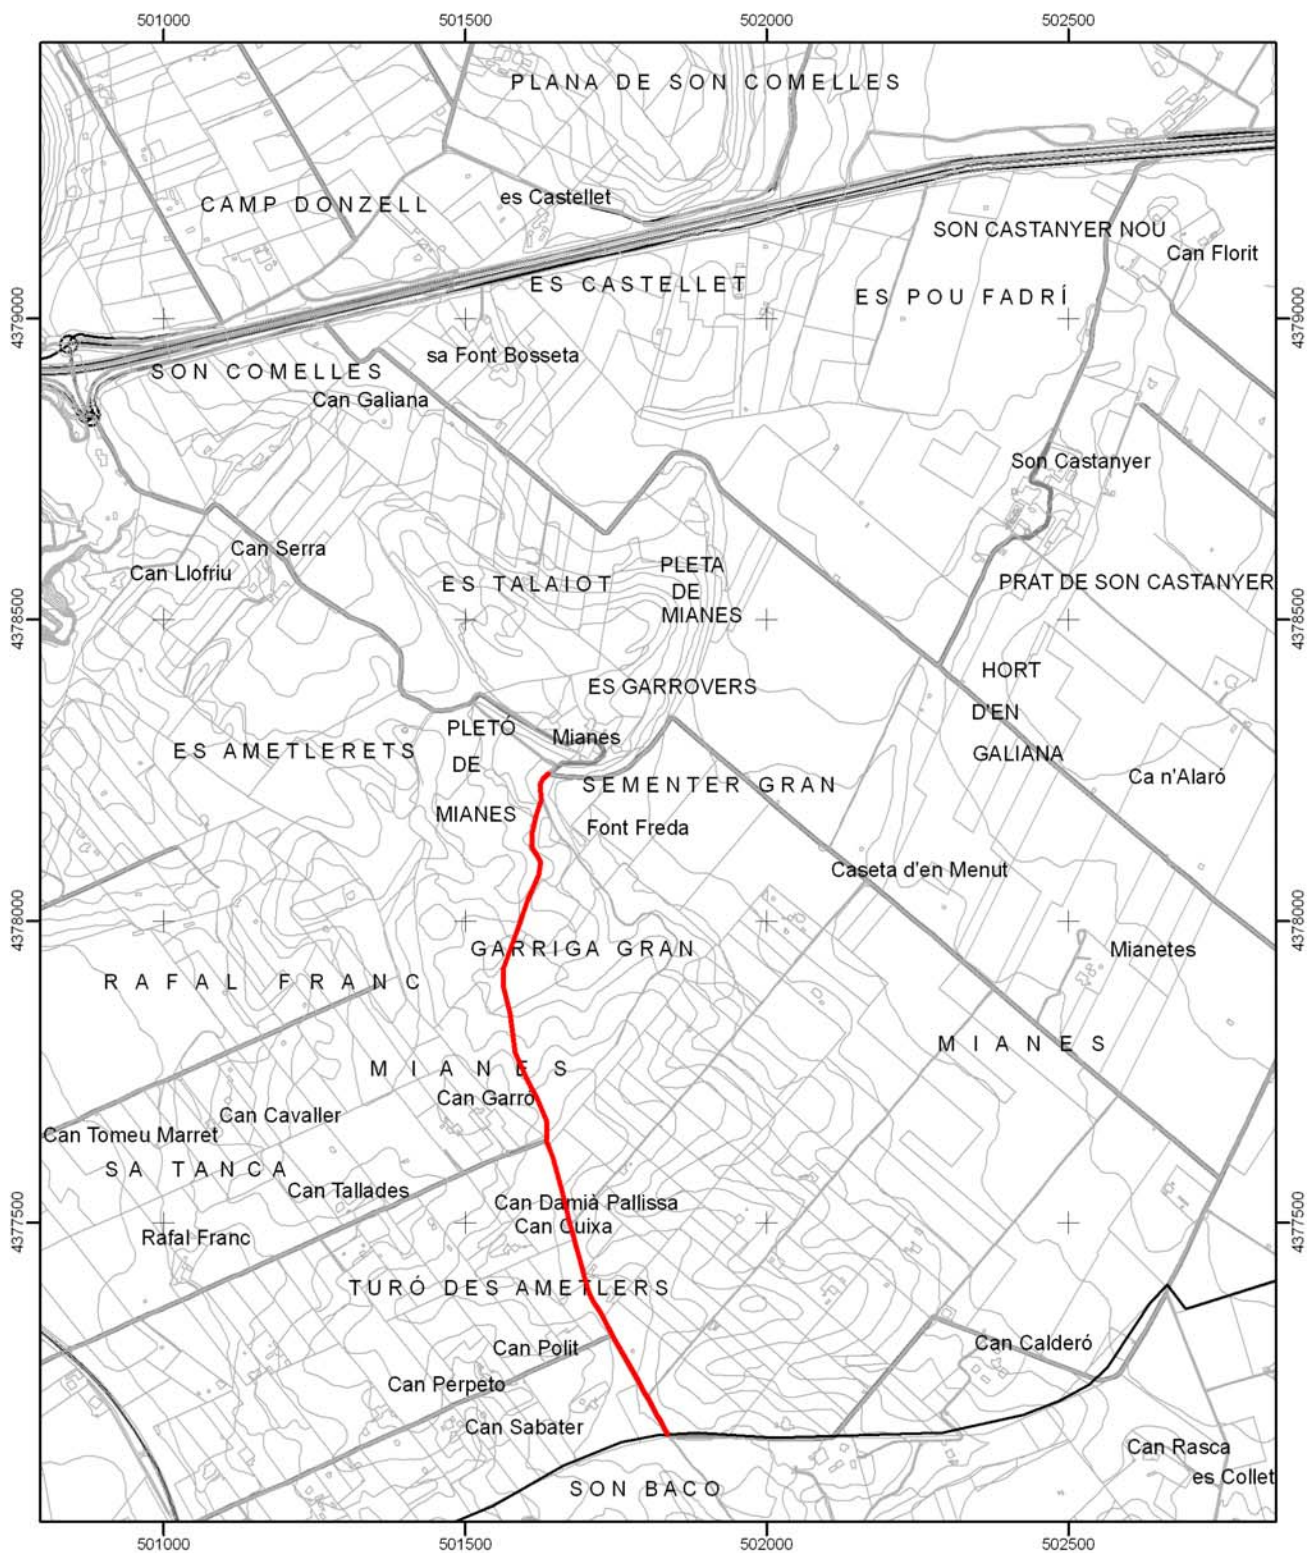 501000 501500 502000 502500
PLANA DE SON COMELLES
es Castellet
CAMP DONZELL
SON CASTANYER NOU
Can Florit
ES CASTELLET
ES POU FADRÍ
4379000 4379000
sa Font Bosseta
SON COMELLES
Can Galiana
Son Castanyer
Can Serra
Can Llofriu
PLETA
DE
MIANES
ES TALAIOT
PRAT DE SON CASTANYER
4378500 4378500
HORT
D'EN
GALIANA
ES GARROVERS
PLETÓ
DE
MIANES
Mianes
ES AMETLERETS
Ca n'Alaró
SEMENTER GRAN
Font Freda
Caseta d'en Menut
4378000 4378000
GARRIGA GRAN
Mianetes
RAFAL FRANC
MIANES
MIANES
Can Garró
Can Cavaller
Can Tomeu Marret
SA TANCA
Can Tallades
Can Damià Pallissa
Can Cuixa
4377500 4377500
Rafal Franc
TURÓ DES AMETLERS
Can Polit
Can Calderó
Can Perpeto
Can Sabater
Can Rasca
es Collet
SON BACO
501000 501500 502000 502500